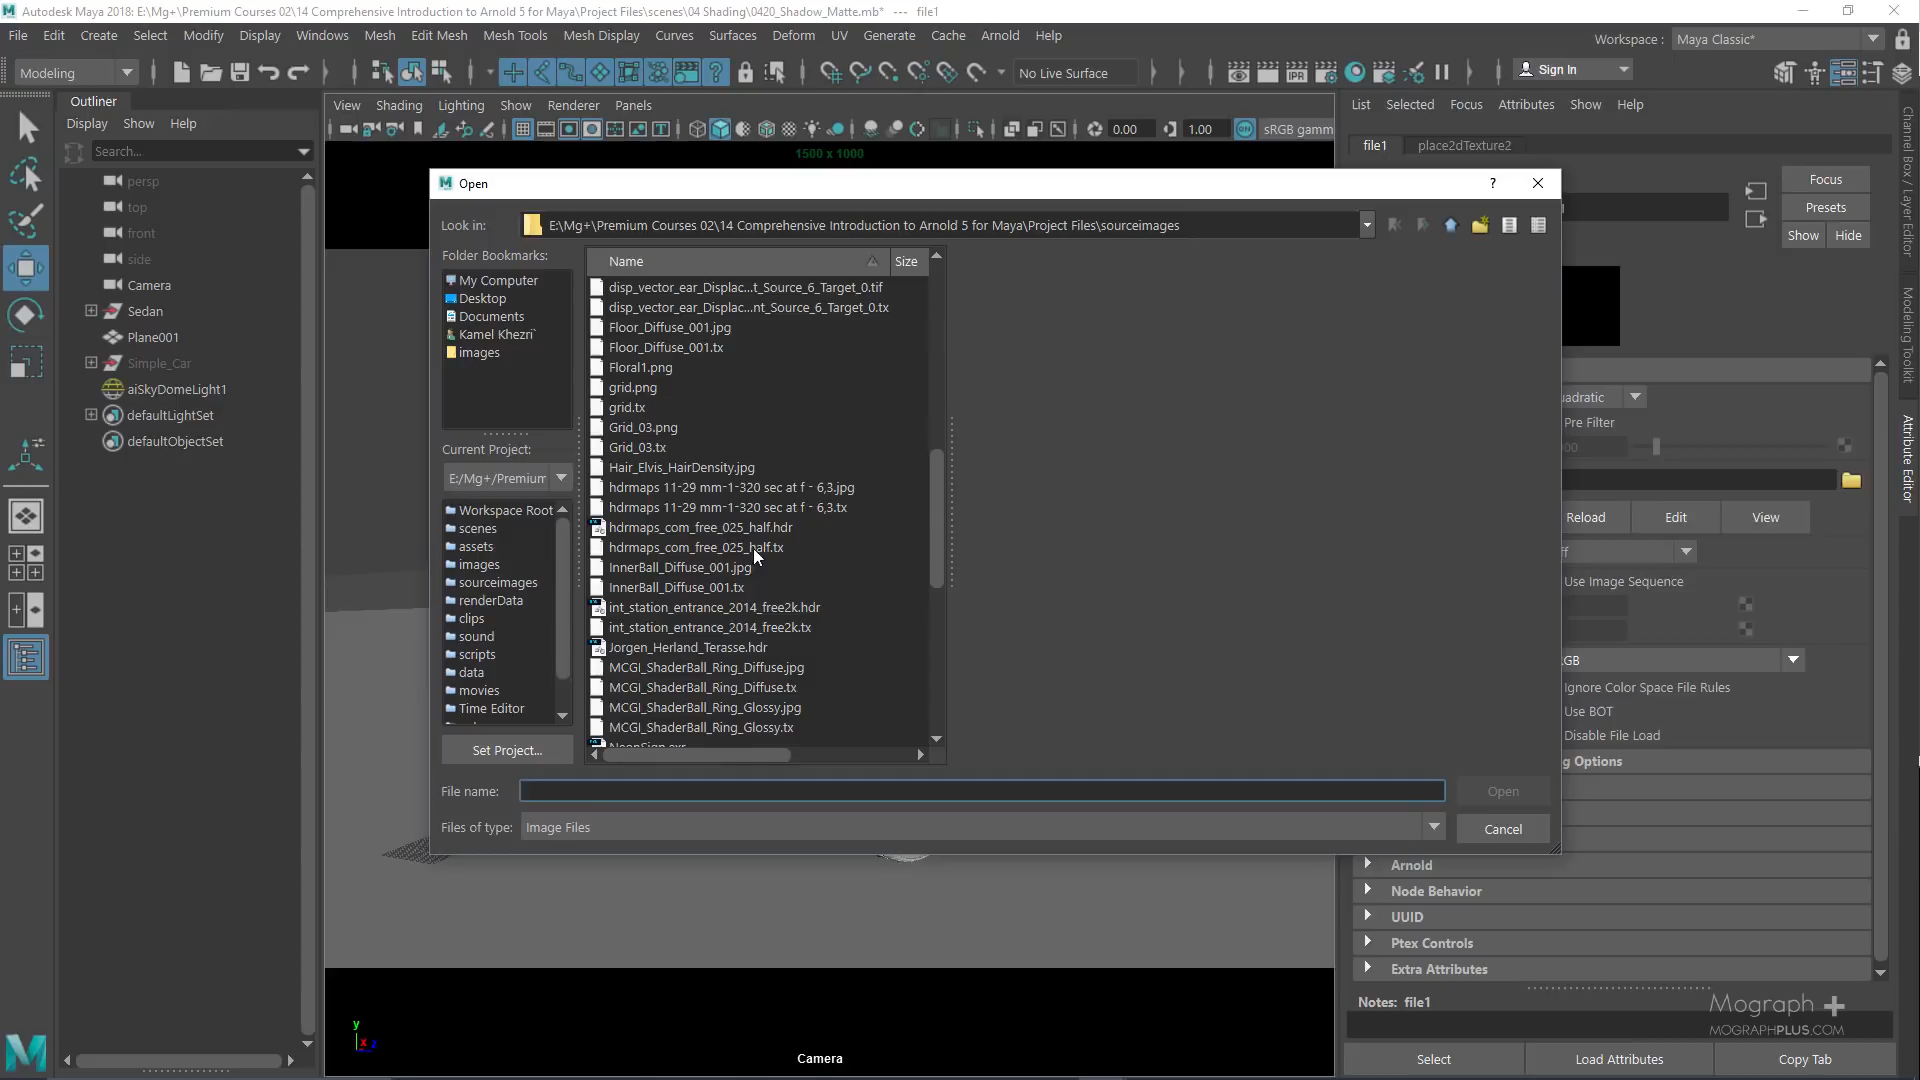 Autodesk Maya 2018: E:\Mg+\Premium Courses 02\14 Comprehensive Introduction to Arnold 5 for Maya\Project Files\scenes\04 Shading\0420_Shadow_Matte.mb* --- file1
File Edit Create Select Modify Display Windows Mesh Edit Mesh Mesh Tools Mesh Display Curves Surfaces Deform UV Generate Cache Arnold Help
Workspace : Maya Classic*
Modeling
No Live Surface
Sign In
Outliner
Display Show Help
Search...
persp
top
front
side
Camera
Sedan
Plane001
Simple_Car
aiSkyDomeLight1
defaultLightSet
defaultObjectSet
View Shading Lighting Show Renderer Panels
0.00 1.00 sRGB gamm
1500 x 1000
Open
?
Look in: E:\Mg+\Premium Courses 02\14 Comprehensive Introduction to Arnold 5 for Maya\Project Files\sourceimages
Folder Bookmarks:
My Computer
Desktop
Documents
Kamel Khezri`
images
Current Project:
E:/Mg+/Premium
Workspace Root
scenes
assets
images
sourceimages
renderData
clips
sound
scripts
data
movies
Time Editor
Set Project...
Name Size
disp_vector_ear_Displac...t_Source_6_Target_0.tif
disp_vector_ear_Displac...nt_Source_6_Target_0.tx
Floor_Diffuse_001.jpg
Floor_Diffuse_001.tx
Floral1.png
grid.png
grid.tx
Grid_03.png
Grid_03.tx
Hair_Elvis_HairDensity.jpg
hdrmaps 11-29 mm-1-320 sec at f - 6,3.jpg
hdrmaps 11-29 mm-1-320 sec at f - 6,3.tx
hdrmaps_com_free_025_half.hdr
hdrmaps_com_free_025_half.tx
InnerBall_Diffuse_001.jpg
InnerBall_Diffuse_001.tx
int_station_entrance_2014_free2k.hdr
int_station_entrance_2014_free2k.tx
Jorgen_Herland_Terasse.hdr
MCGI_ShaderBall_Ring_Diffuse.jpg
MCGI_ShaderBall_Ring_Diffuse.tx
MCGI_ShaderBall_Ring_Glossy.jpg
MCGI_ShaderBall_Ring_Glossy.tx
NeonSign.exr
File name:
Open
Files of type: Image Files
Cancel
Camera
y
x
z
List Selected Focus Attributes Show Help
file1 place2dTexture2
Focus
Presets
Show Hide
uadratic
Pre Filter
Reload Edit View
ff
Use Image Sequence
GB
Ignore Color Space File Rules
Use BOT
Disable File Load
g Options
Arnold
Node Behavior
UUID
Ptex Controls
Extra Attributes
Notes: file1
Mograph +
MOGRAPHPLUS.COM
Select Load Attributes Copy Tab
Channel Box / Layer Editor
Modeling Toolkit
Attribute Editor